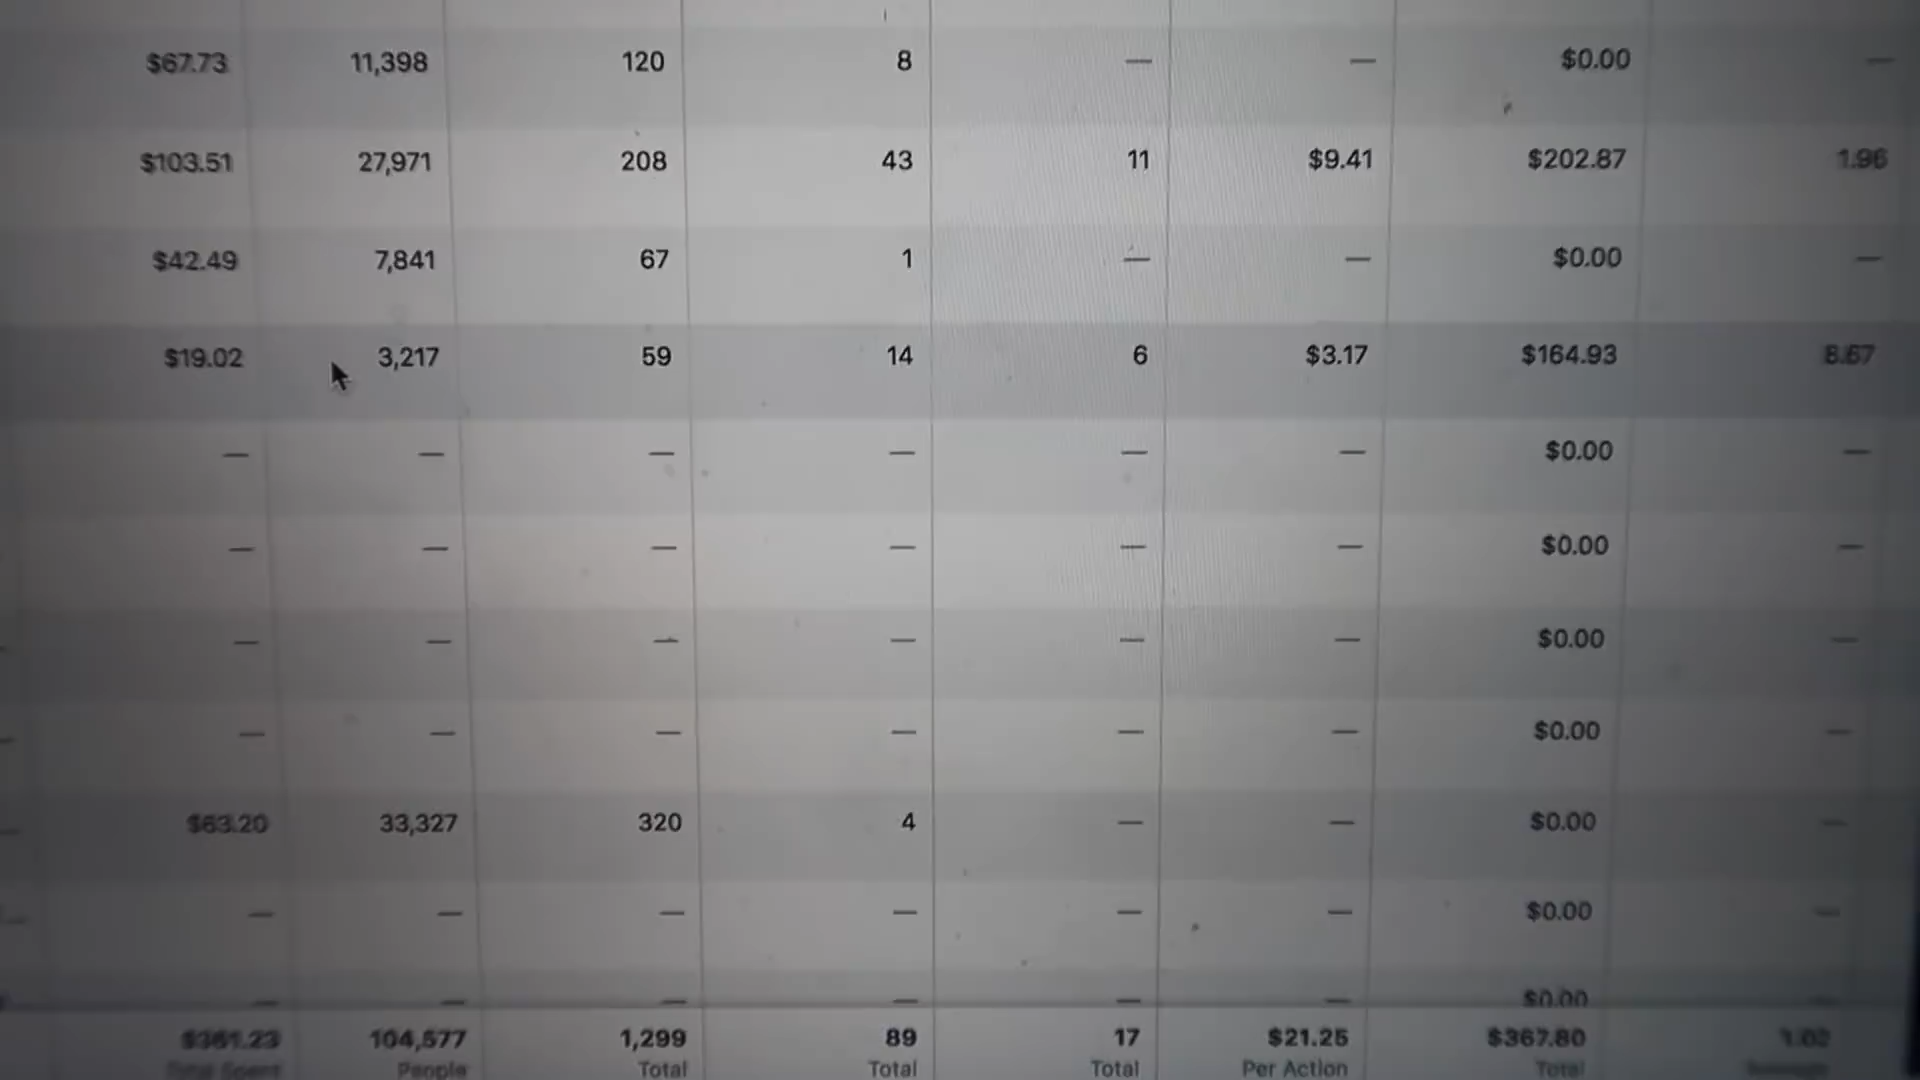 $67.73 11,398 120 8 — — $0.00 —
$103.51 27,971 208 43 11 $9.41 $202.87 1.96
$42.49 7,841 67 1 — — $0.00 —
$19.02 3,217 59 14 6 $3.17 $164.93 8.67
— — — — — — $0.00 —
— — — — — — $0.00 —
— — — — — — $0.00 —
— — — — — — $0.00 —
$63.20 33,327 320 4 — — $0.00 —
— — — — — — $0.00 —
— — — — — — $0.00 —
$361.23 104,577 1,299 89 17 $21.25 $367.80 1.02
Total Spent People Total Total Total Per Action Total